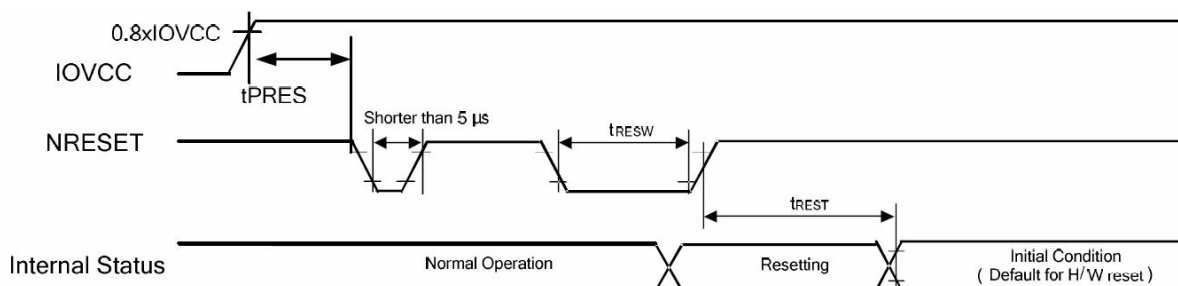 0.8xIOVCC
IOVCC
tPRES
Shorter than 5 µs
NRESET
tRESW
tREST
Internal Status
Normal Operation
Resetting
Initial Condition
( Default for H/W reset )